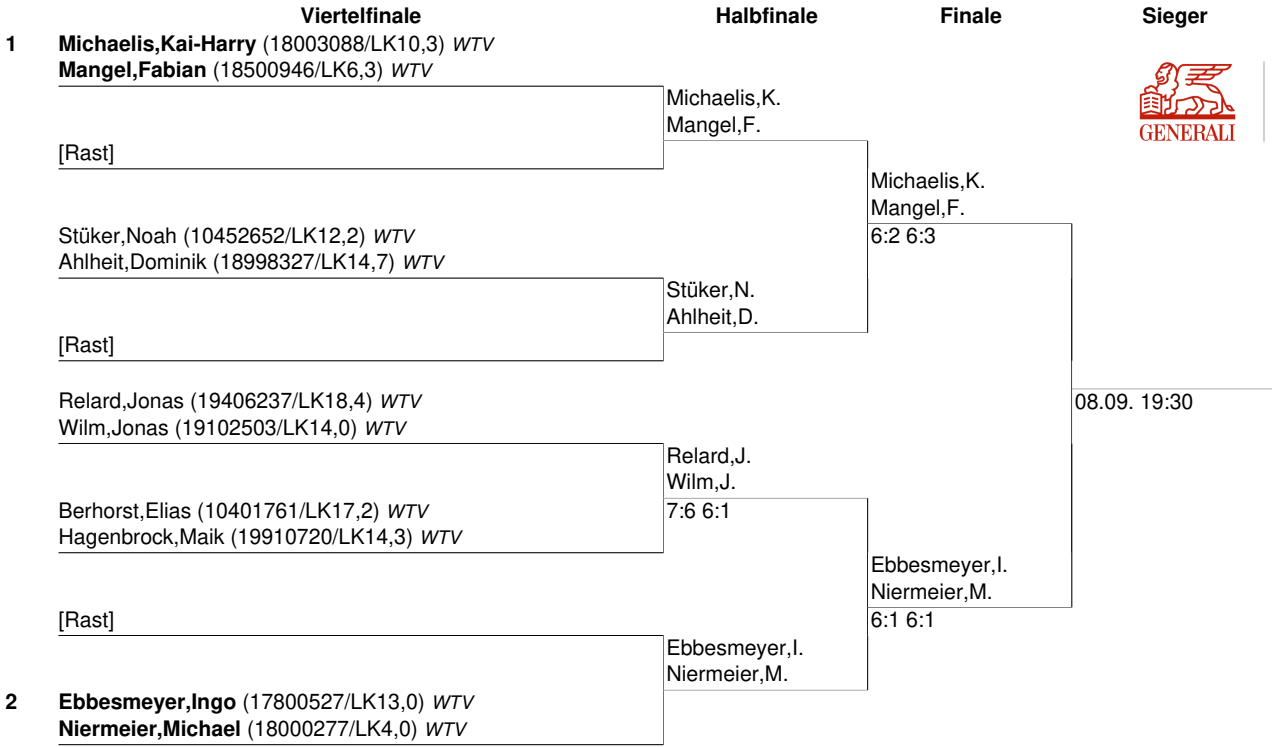 Viertelfinale Halbfinale Finale Sieger
1 Michaelis,Kai-Harry (18003088/LK10,3) WTV
Mangel,Fabian (18500946/LK6,3) WTV
Michaelis,K.
Mangel,F.
GENERALI
[Rast]
Michaelis,K.
Mangel,F.
6:2 6:3
Stüker,Noah (10452652/LK12,2) WTV
Ahlheit,Dominik (18998327/LK14,7) WTV
Stüker,N.
Ahlheit,D.
[Rast]
Relard,Jonas (19406237/LK18,4) WTV
Wilm,Jonas (19102503/LK14,0) WTV
08.09. 19:30
Relard,J.
Wilm,J.
7:6 6:1
Berhorst,Elias (10401761/LK17,2) WTV
Hagenbrock,Maik (19910720/LK14,3) WTV
Ebbesmeyer,I.
Niermeier,M.
6:1 6:1
[Rast]
Ebbesmeyer,I.
Niermeier,M.
2 Ebbesmeyer,Ingo (17800527/LK13,0) WTV
Niermeier,Michael (18000277/LK4,0) WTV